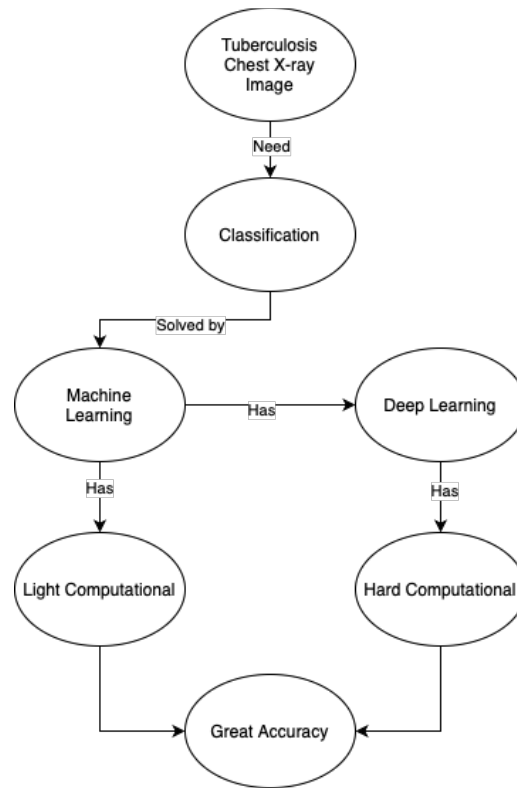 Tuberculosis
Chest X-ray
Image
Need
Classification
Solved by
Machine
Learning
Has
Deep Learning
Has
Has
Light Computational
Hard Computational
Great Accuracy